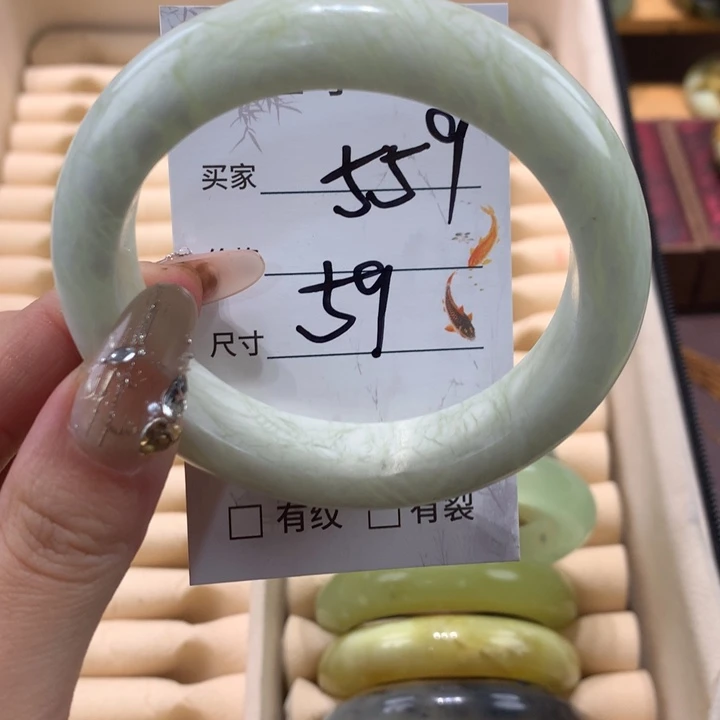 买家 559
59
尺寸
□ 有纹 □ 有裂